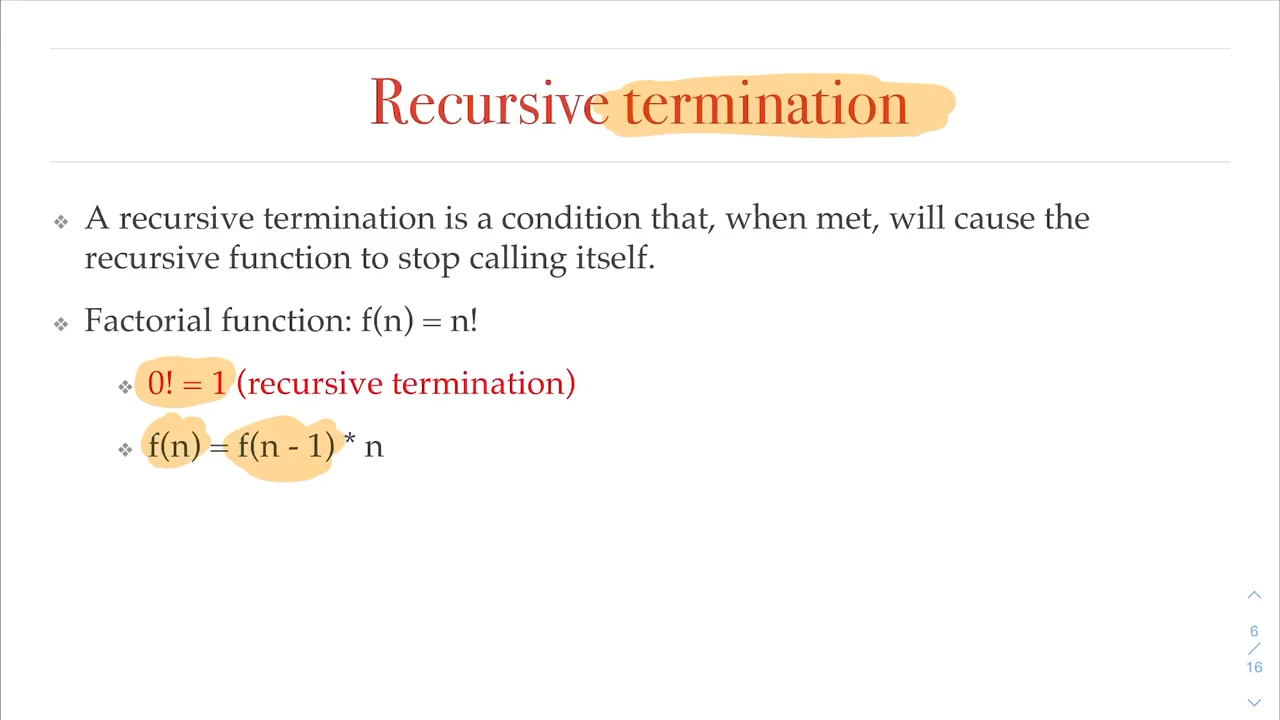 Recursive termination
❖ A recursive termination is a condition that, when met, will cause the
recursive function to stop calling itself.
❖ Factorial function: f(n) = n!
❖ 0! = 1 (recursive termination)
❖ f(n) = f(n - 1) * n
6
/
16